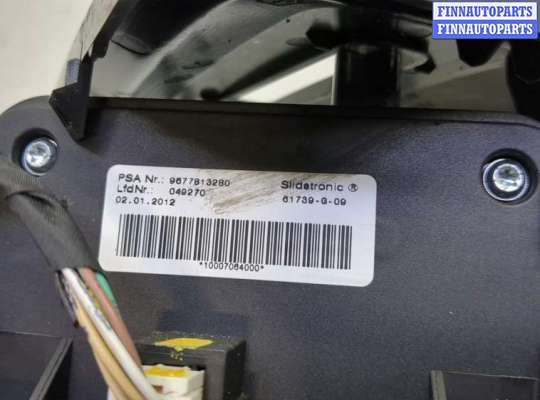 FINNAUTOPARTS
FINNAUTOPARTS
PSA Nr.: 9677813280 Slidetronic ®
LfdNr.: 049270 61739-G-09
02.01.2012
*10007064000*